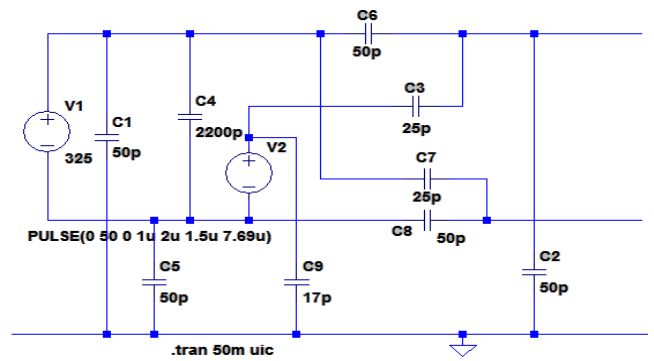 C6
50p
V1
C1
C4
C3
2200p
25p
V2
325
50p
C7
25p
PULSE(0 50 0 1u 2u 1.5u 7.69u)
C8
50p
C5
50p
C9
17p
C2
50p
.tran 50m uic